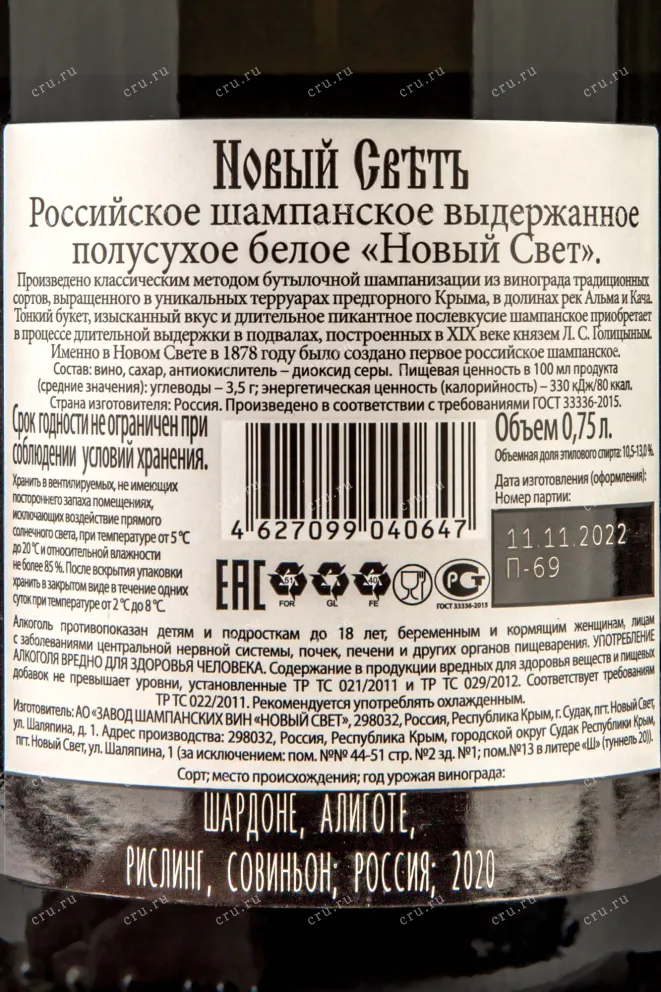 Новый Свѣтъ
Российское шампанское выдержанное
полусухое белое «Новый Свет».
Произведено классическим методом бутылочной шампанизации из винограда традиционных
сортов, выращенного в уникальных терруарах предгорного Крыма, в долинах рек Альма и Кача.
Тонкий букет, изысканный вкус и длительное пикантное послевкусие шампанское приобретает
в процессе длительной выдержки в подвалах, построенных в XIX веке князем Л. С. Голицыным.
Именно в Новом Свете в 1878 году было создано первое российское шампанское.
Состав: вино, сахар, антиокислитель – диоксид серы. Пищевая ценность в 100 мл продукта
(средние значения): углеводы – 3,5 г; энергетическая ценность (калорийность) – 330 кДж/80 ккал.
Страна изготовителя: Россия. Произведено в соответствии с требованиями ГОСТ 33336-2015.
Срок годности не ограничен при
соблюдении условий хранения.
Хранить в вентилируемых, не имеющих
постороннего запаха помещениях,
исключающих воздействие прямого
солнечного света, при температуре от 5 °С
до 20 °С и относительной влажности
не более 85 %. После вскрытия упаковки
хранить в закрытом виде в течение одних
суток при температуре от 2 °С до 8 °С.
4 627099 040647
EAC
51
FOR
GL
40
FE
РСТ
ГОСТ 33336-2015
Объем 0,75 л.
Объемная доля этилового спирта: 10,5-13,0 %.
Дата изготовления (оформления):
Номер партии:
11.11.2022
П-69
Алкоголь противопоказан детям и подросткам до 18 лет, беременным и кормящим женщинам, лицам
с заболеваниями центральной нервной системы, почек, печени и других органов пищеварения. УПОТРЕБЛЕНИЕ
АЛКОГОЛЯ ВРЕДНО ДЛЯ ЗДОРОВЬЯ ЧЕЛОВЕКА. Содержание в продукции вредных для здоровья веществ и пищевых
добавок не превышает уровни, установленные ТР ТС 021/2011 и ТР ТС 029/2012. Соответствует требованиям
ТР ТС 022/2011. Рекомендуется употреблять охлажденным.
Изготовитель: АО «ЗАВОД ШАМПАНСКИХ ВИН «НОВЫЙ СВЕТ», 298032, Россия, Республика Крым, г. Судак, пгт. Новый Свет,
ул. Шаляпина, д. 1. Адрес производства: 298032, Россия, Республика Крым, городской округ Судак Республики Крым,
пгт. Новый Свет, ул. Шаляпина, 1 (за исключением: пом. №№ 44-51 стр. №2 зд. №1; пом.№13 в литере «Ш» (туннель 20)).
Сорт; место происхождения; год урожая винограда:
ШАРДОНЕ, АЛИГОТЕ,
РИСЛИНГ, СОВИНЬОН; РОССИЯ; 2020
cru.ru